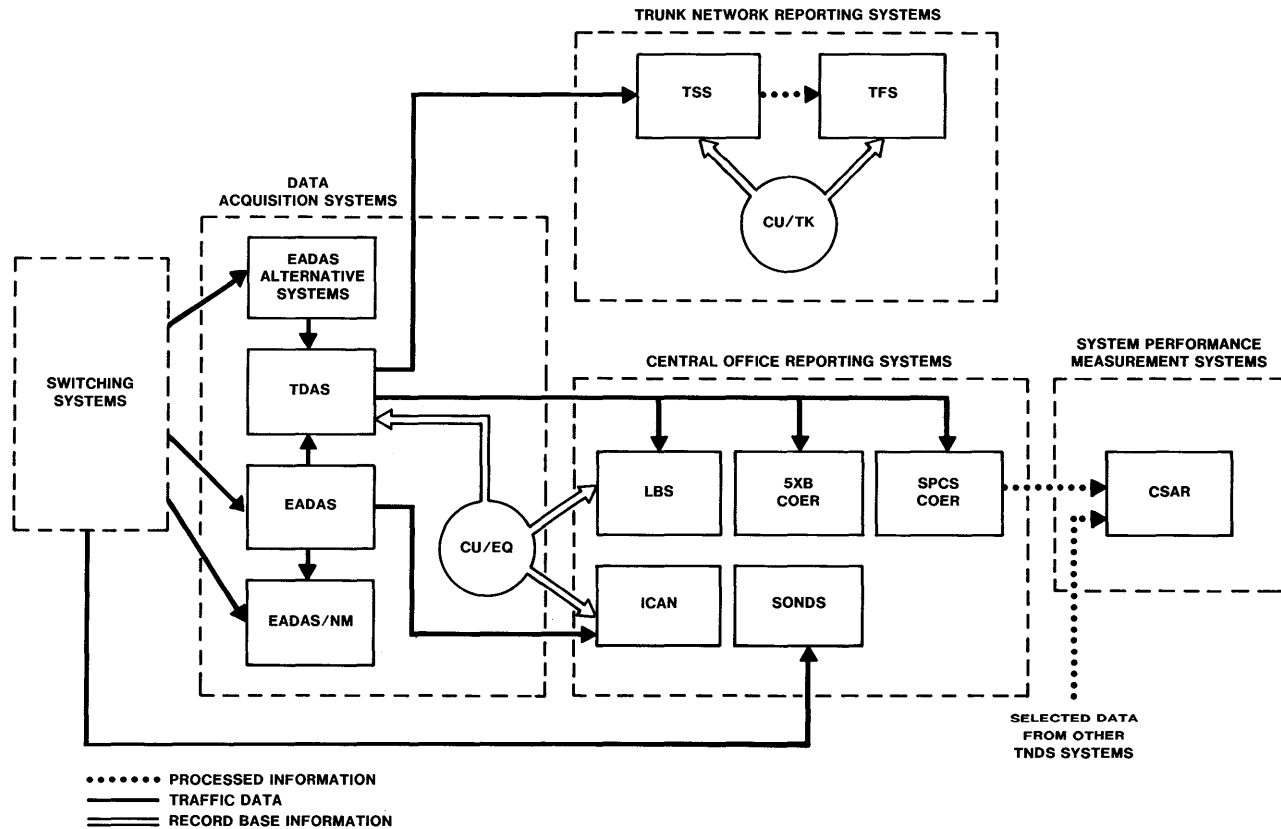 TRUNK NETWORK REPORTING SYSTEMS
TSS
TFS
CU/TK
DATA
ACQUISITION SYSTEMS
EADAS
ALTERNATIVE
SYSTEMS
TDAS
EADAS
EADAS/NM
SWITCHING
SYSTEMS
CU/EQ
CENTRAL OFFICE REPORTING SYSTEMS
LBS
5XB
COER
SPCS
COER
ICAN
SONDS
SYSTEM PERFORMANCE
MEASUREMENT SYSTEMS
CSAR
SELECTED DATA
FROM OTHER
TNDS SYSTEMS
PROCESSED INFORMATION
TRAFFIC DATA
RECORD BASE INFORMATION